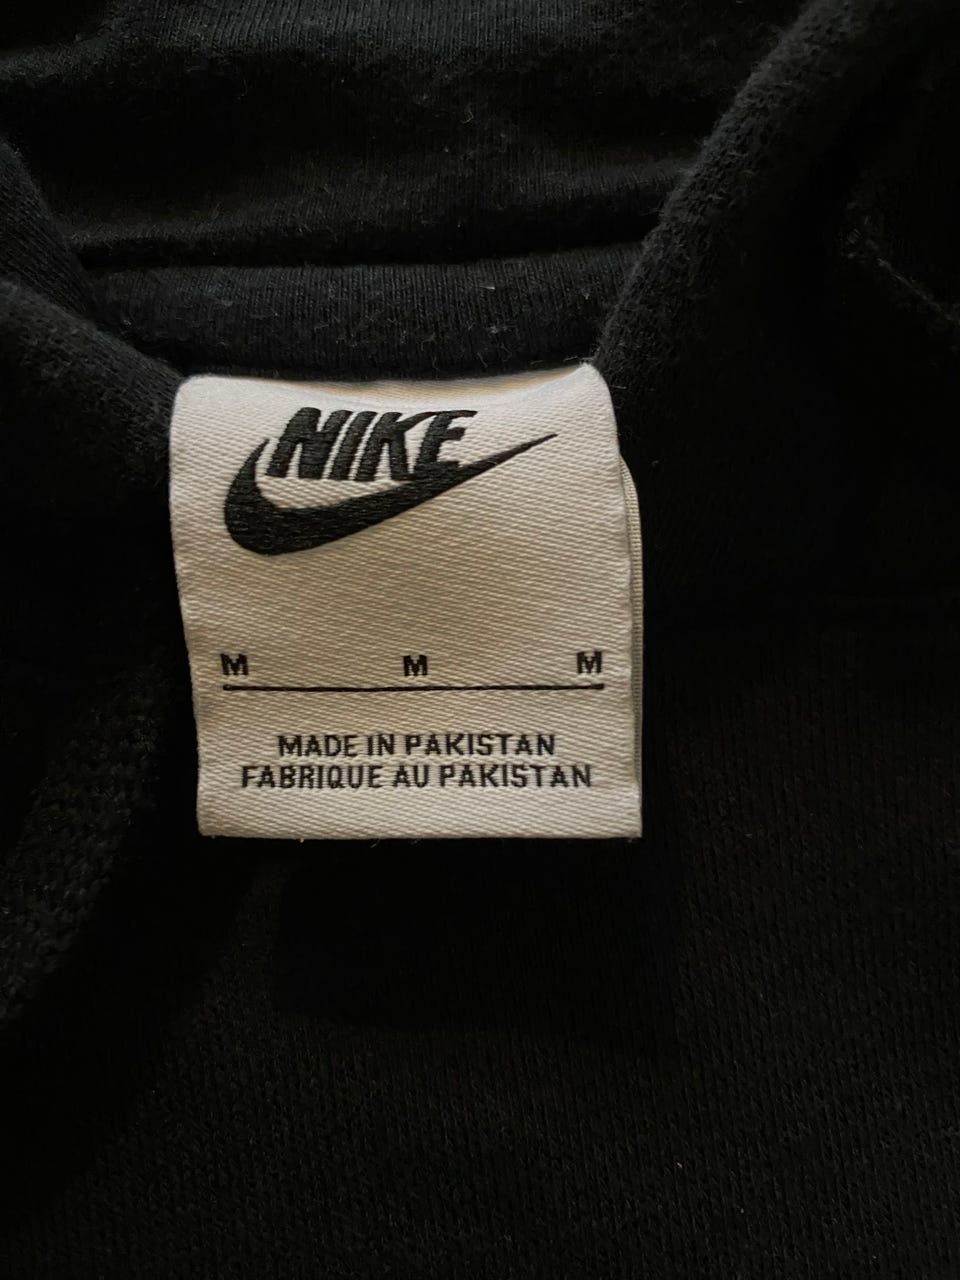 NIKE
M M M
MADE IN PAKISTAN
FABRIQUE AU PAKISTAN